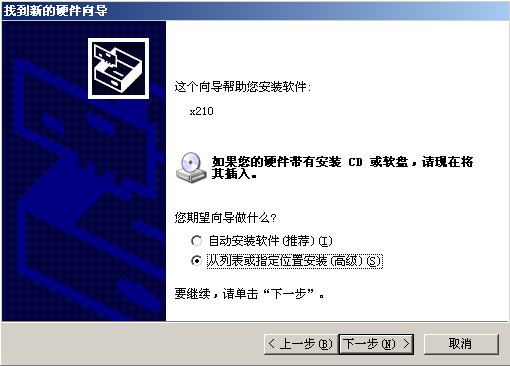 找到新的硬件向导
这个向导帮助您安装软件:
x210
如果您的硬件带有安装 CD 或软盘，请现在将
其插入。
您期望向导做什么?
自动安装软件(推荐)(I)
从列表或指定位置安装(高级)(S)
要继续，请单击“下一步”。
< 上一步(B) 下一步(N) > 取消